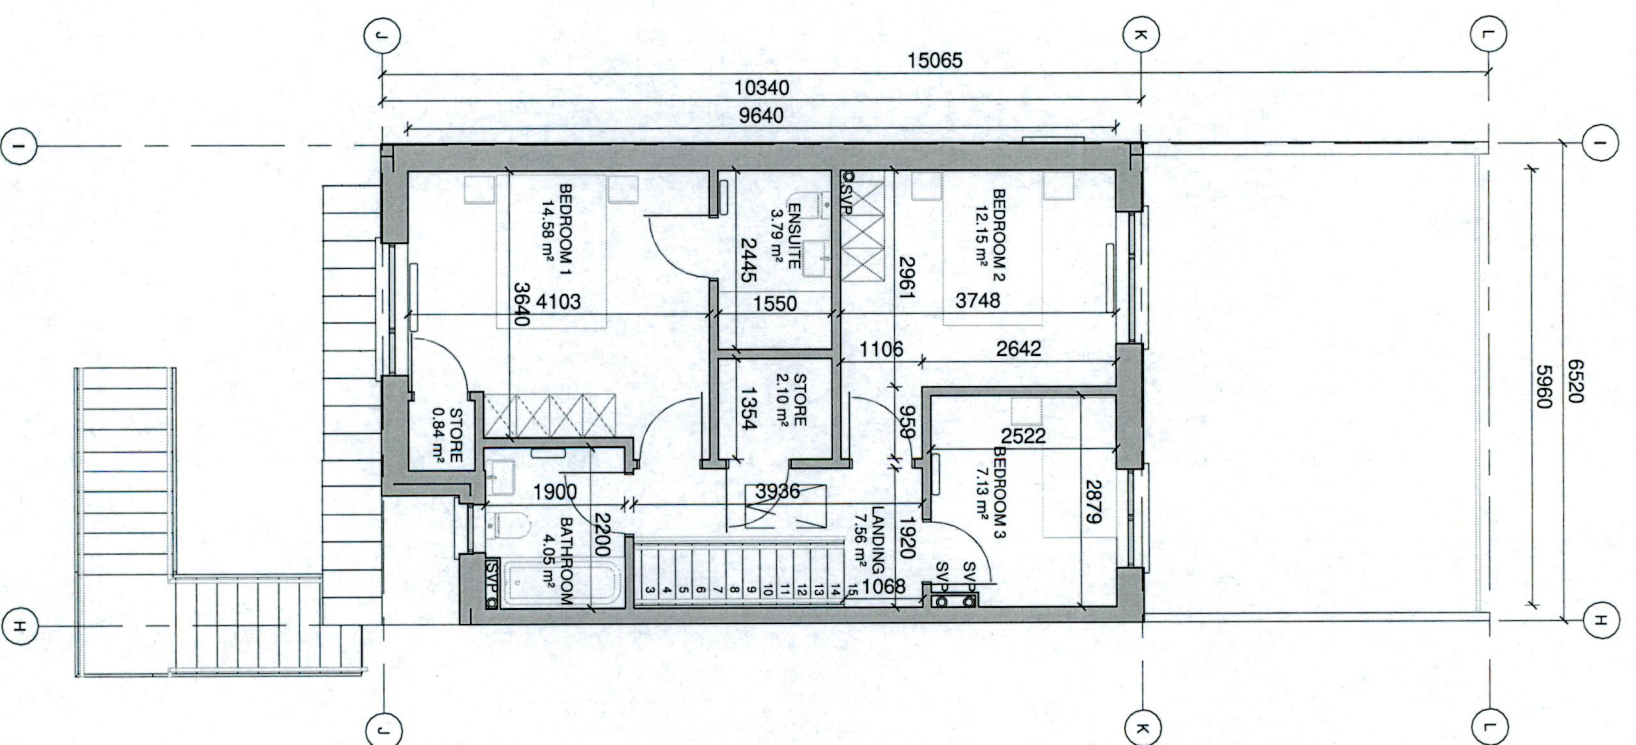 J
K
L
15065
10340
9640
I
I
BEDROOM 1
14.58 m²
ENSUITE
3.79 m²
SVP
BEDROOM 2
12.15 m²
2445
2961
3640
4103
1550
3748
1106
2642
6520
5960
STORE
0.84 m²
1354
STORE
2.10 m²
959
2522
BEDROOM 3
7.13 m²
2879
1900
3936
2200
BATHROOM
4.05 m²
LANDING
7.56 m²
1920
1068
SVP
SVP
SVP
3
4
5
6
7
8
9
10
11
12
13
14
15
H
H
J
K
L